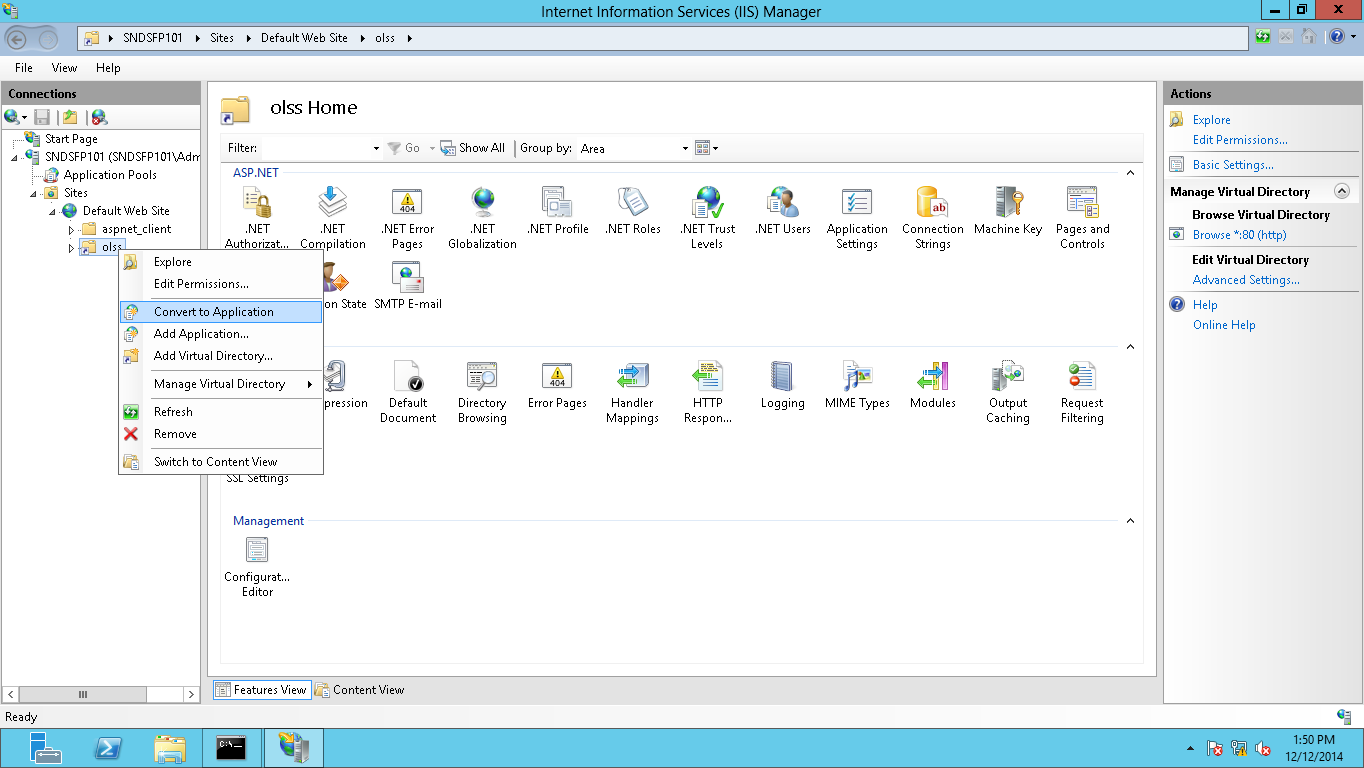 Internet Information Services (IIS) Manager
SNDSFP101 Sites Default Web Site olss
File View Help
Connections
Start Page
SNDSFP101 (SNDSFP101\Adm
Application Pools
Sites
Default Web Site
aspnet_client
olss
Explore
Edit Permissions...
Convert to Application
Add Application...
Add Virtual Directory...
Manage Virtual Directory
Refresh
Remove
Switch to Content View
olss Home
Filter: Go Show All Group by: Area
ASP.NET
.NET Authorizat...
.NET Compilation
.NET Error Pages
.NET Globalization
.NET Profile
.NET Roles
.NET Trust Levels
.NET Users
Application Settings
Connection Strings
Machine Key
Pages and Controls
on State
SMTP E-mail
404
ab
pression
Default Document
Directory Browsing
404
Error Pages
Handler Mappings
HTTP Respon...
Logging
MIME Types
Modules
Output Caching
Request Filtering
SSL Settings
Management
Configurat... Editor
Features View Content View
Actions
Explore
Edit Permissions...
Basic Settings...
Manage Virtual Directory
Browse Virtual Directory
Browse *:80 (http)
Edit Virtual Directory
Advanced Settings...
Help
Online Help
Ready
C:\
1:50 PM
12/12/2014